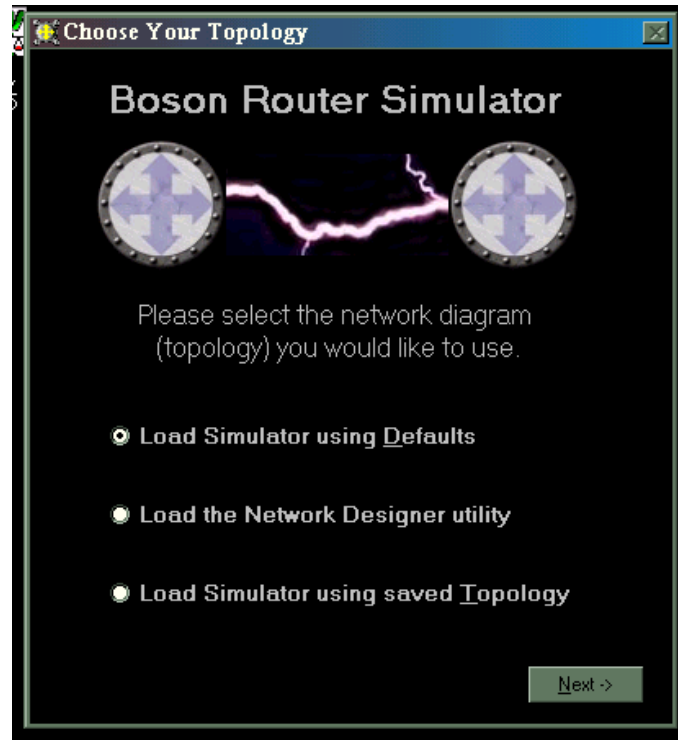 Choose Your Topology
Boson Router Simulator
Please select the network diagram
(topology) you would like to use.
Load Simulator using Defaults
Load the Network Designer utility
Load Simulator using saved Topology
Next ->